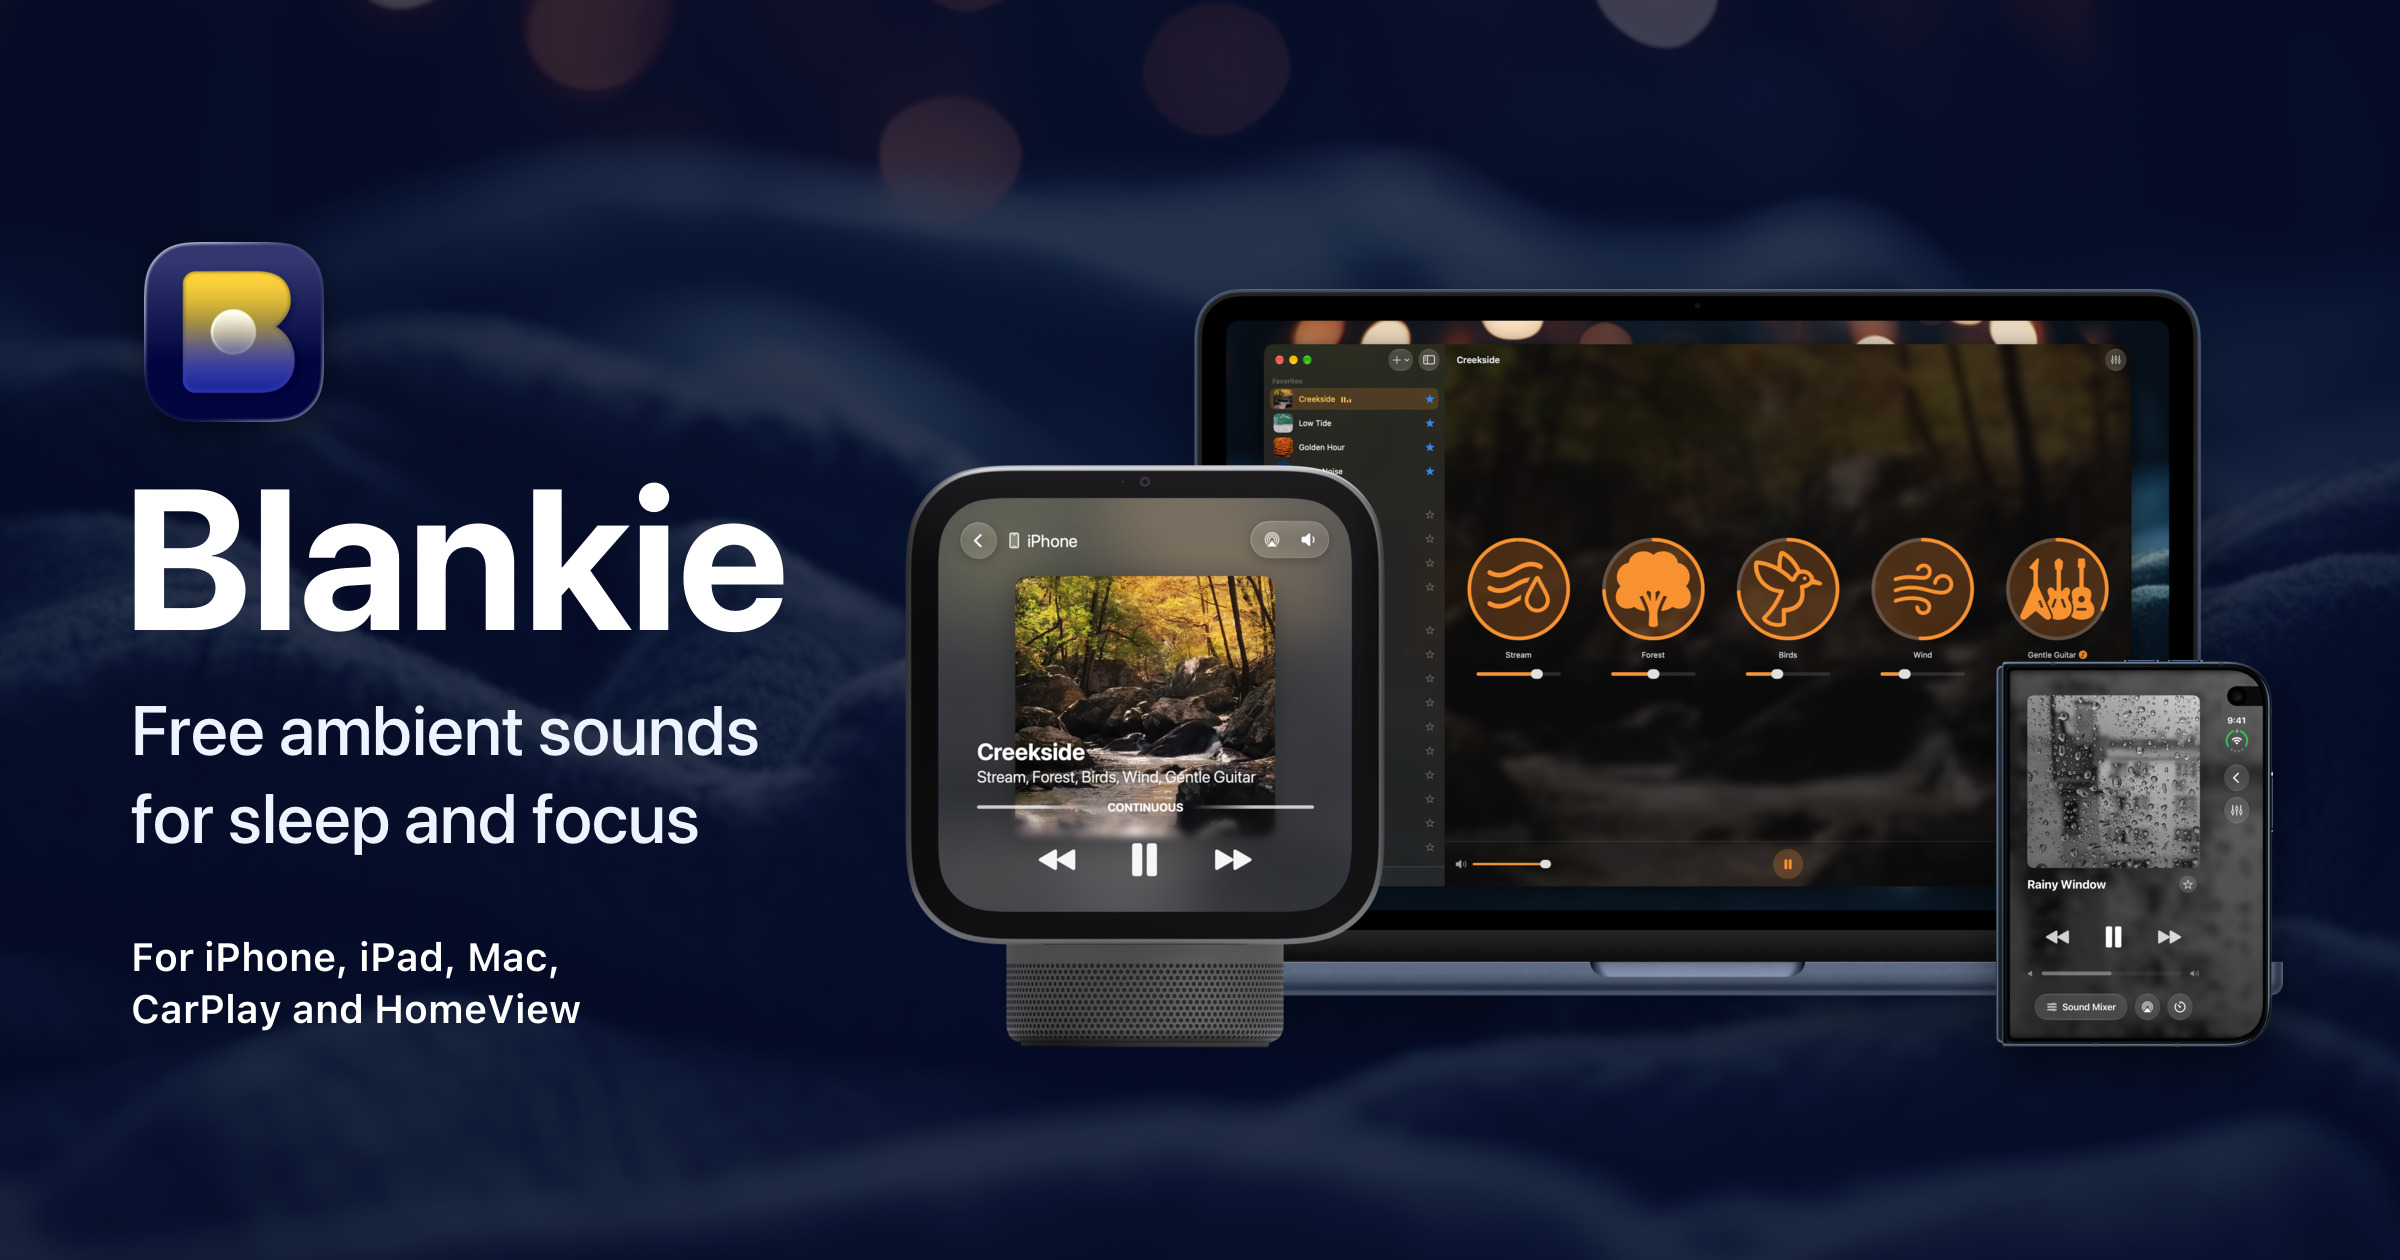 B
Blankie
Free ambient sounds
for sleep and focus
For iPhone, iPad, Mac,
CarPlay and HomeView
iPhone
Creekside
Stream, Forest, Birds, Wind, Gentle Guitar
CONTINUOUS
Creekside
Favorites
Creekside
Low Tide
Golden Hour
Noise
Stream
Forest
Birds
Wind
Gentle Guitar
9:41
Rainy Window
Sound Mixer